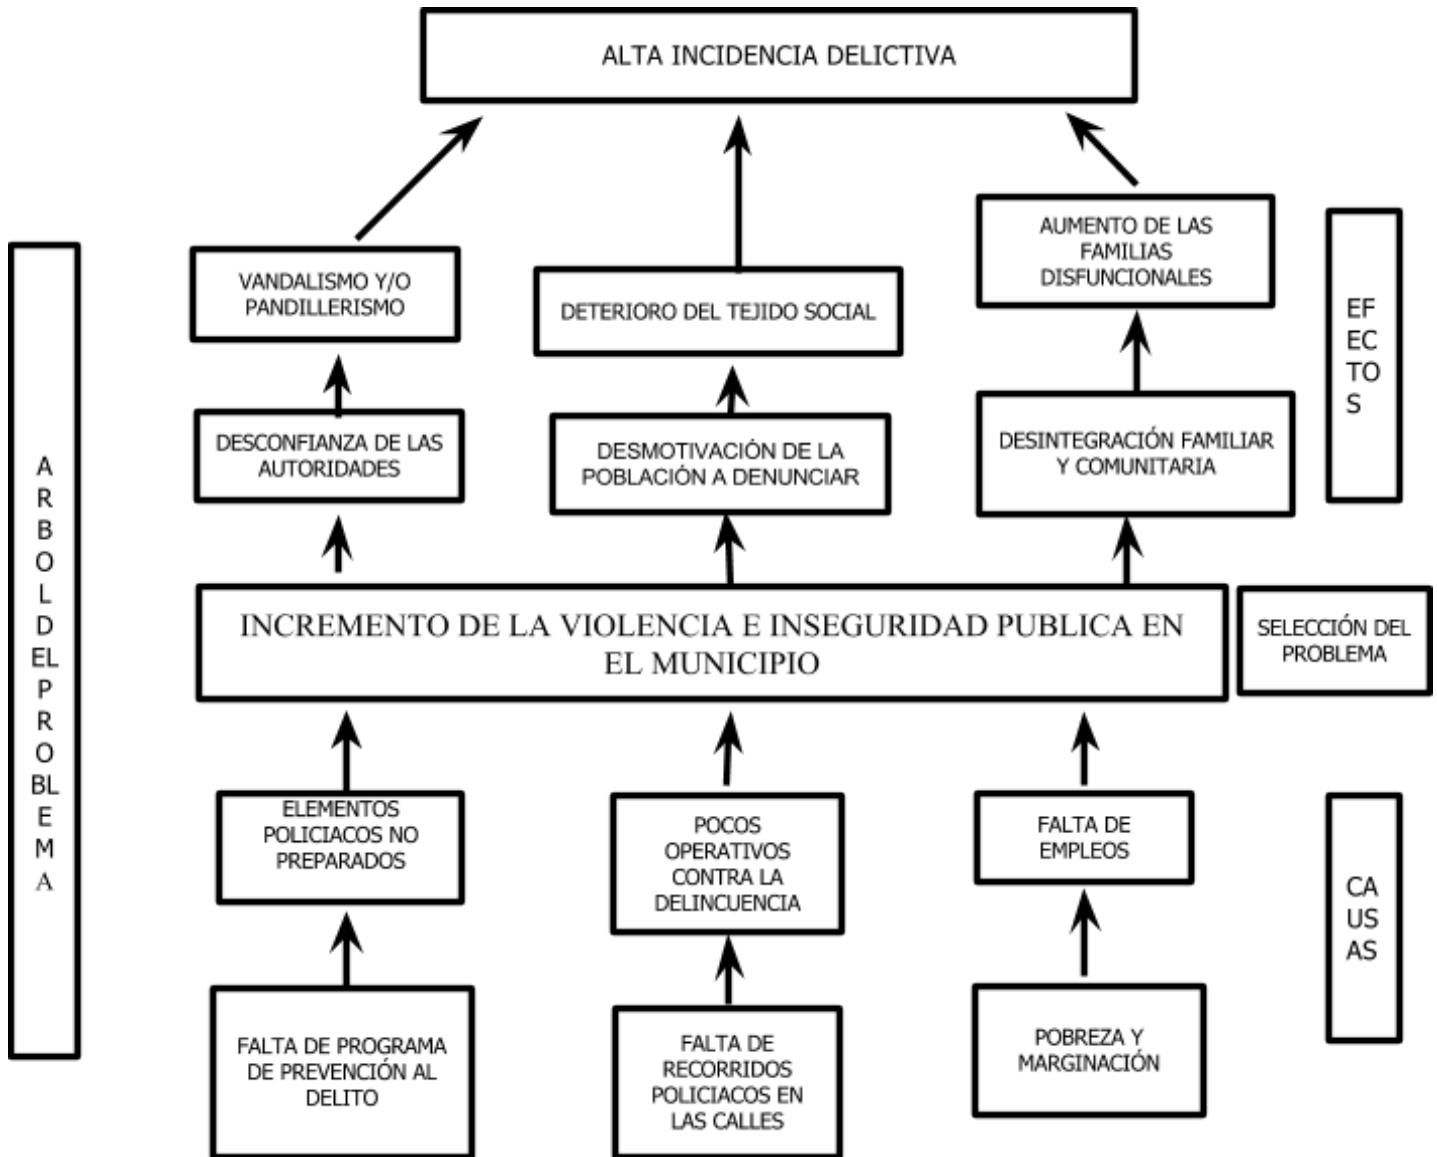 ALTA INCIDENCIA DELICTIVA
VANDALISMO Y/O
PANDILLERISMO
DETERIORO DEL TEJIDO SOCIAL
AUMENTO DE LAS
FAMILIAS
DISFUNCIONALES
DESCONFIANZA DE LAS
AUTORIDADES
DESMOTIVACIÓN DE LA
POBLACIÓN A DENUNCIAR
DESINTEGRACIÓN FAMILIAR
Y COMUNITARIA
EF
EC
TO
S
A
R
B
O
L
D
EL
P
R
O
BL
E
M
A
INCREMENTO DE LA VIOLENCIA E INSEGURIDAD PUBLICA EN
EL MUNICIPIO
SELECCIÓN DEL
PROBLEMA
ELEMENTOS
POLICIACOS NO
PREPARADOS
POCOS
OPERATIVOS
CONTRA LA
DELINCUENCIA
FALTA DE
EMPLEOS
CA
US
AS
FALTA DE PROGRAMA
DE PREVENCIÓN AL
DELITO
FALTA DE
RECORRIDOS
POLICIACOS EN
LAS CALLES
POBREZA Y
MARGINACIÓN